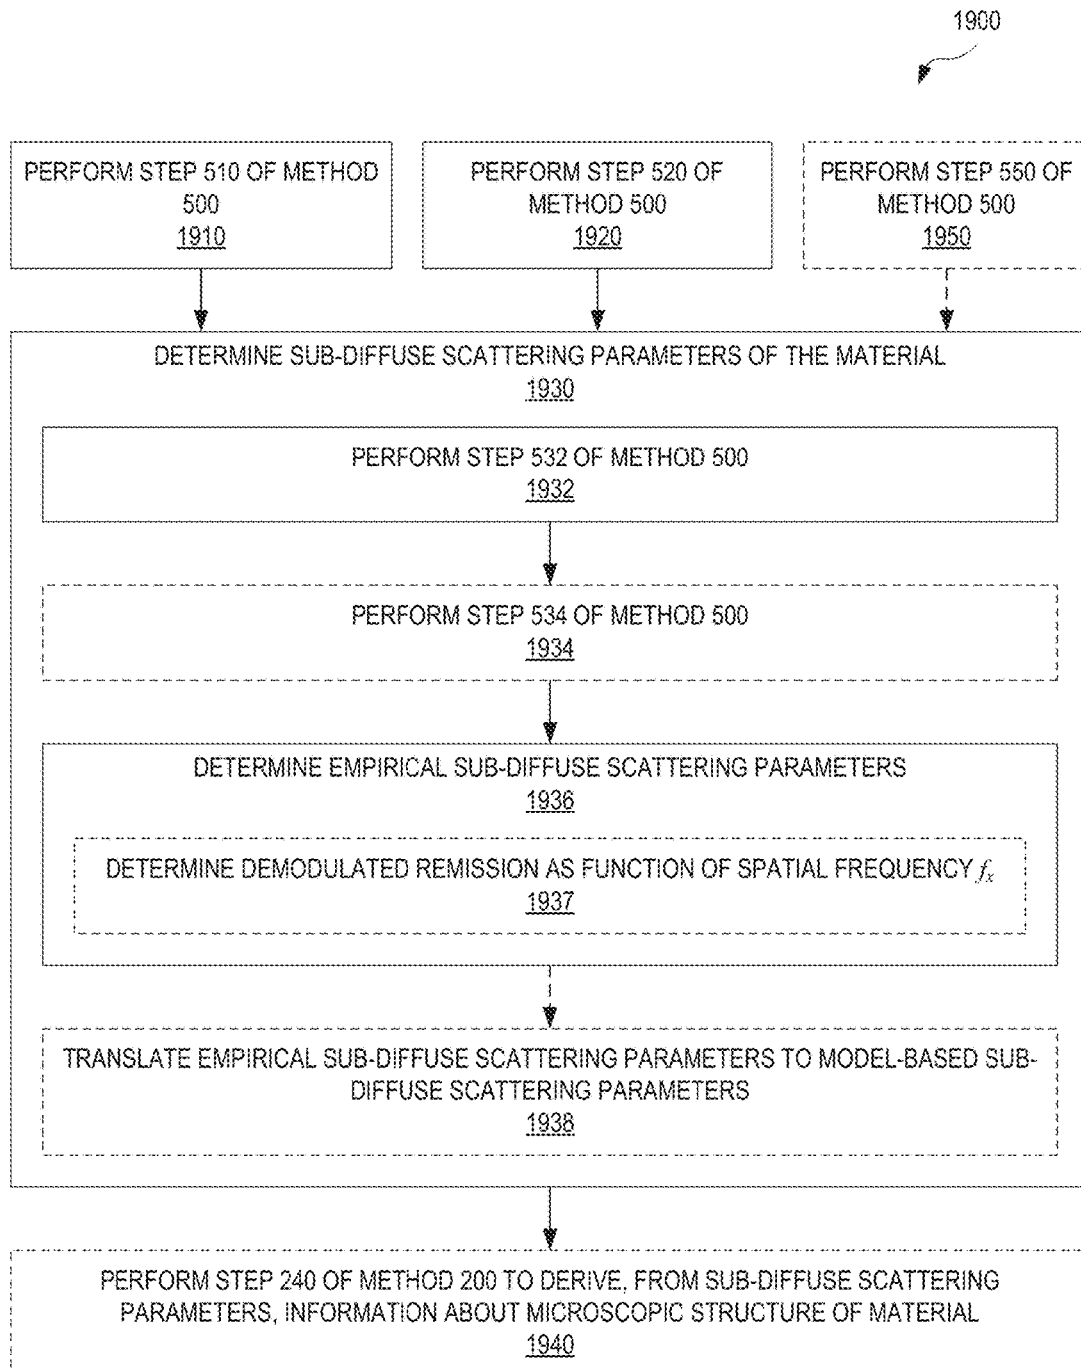 1900
PERFORM STEP 510 OF METHOD
500
1910
PERFORM STEP 520 OF
METHOD 500
1920
PERFORM STEP 550 OF
METHOD 500
1950
DETERMINE SUB-DIFFUSE SCATTERING PARAMETERS OF THE MATERIAL
1930
PERFORM STEP 532 OF METHOD 500
1932
PERFORM STEP 534 OF METHOD 500
1934
DETERMINE EMPIRICAL SUB-DIFFUSE SCATTERING PARAMETERS
1936
DETERMINE DEMODULATED REMISSION AS FUNCTION OF SPATIAL FREQUENCY fx
1937
TRANSLATE EMPIRICAL SUB-DIFFUSE SCATTERING PARAMETERS TO MODEL-BASED SUB-
DIFFUSE SCATTERING PARAMETERS
1938
PERFORM STEP 240 OF METHOD 200 TO DERIVE, FROM SUB-DIFFUSE SCATTERING
PARAMETERS, INFORMATION ABOUT MICROSCOPIC STRUCTURE OF MATERIAL
1940